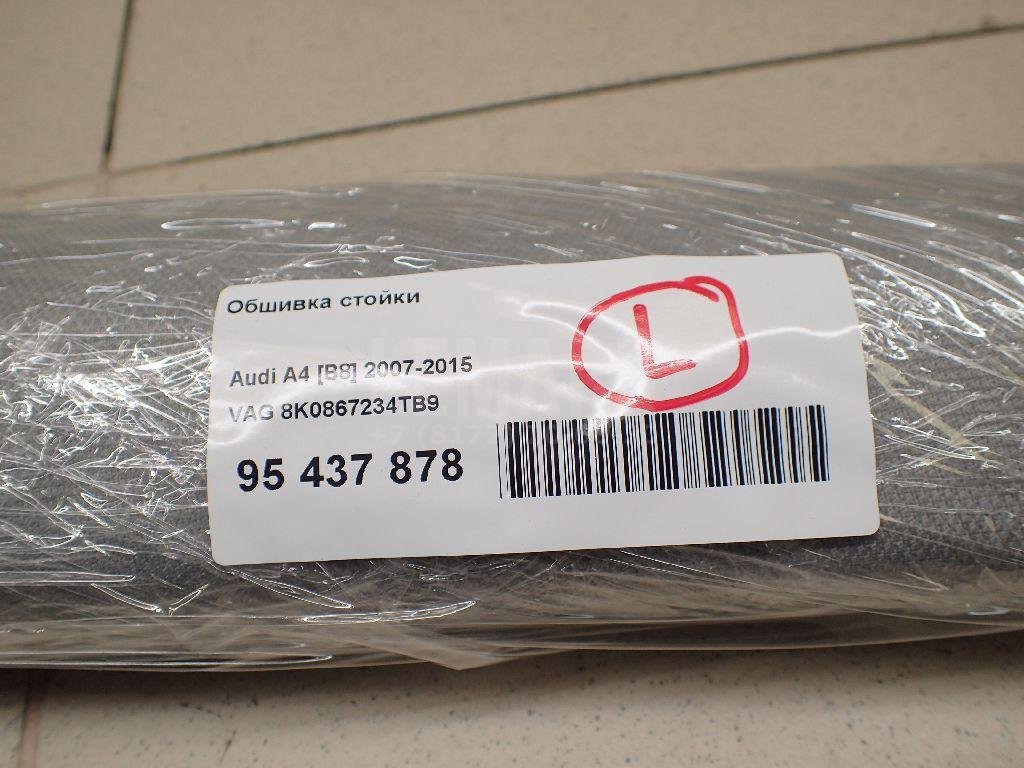 Обшивка стойки
L
Audi A4 [B8] 2007-2015
VAG 8K0867234TB9
95 437 878